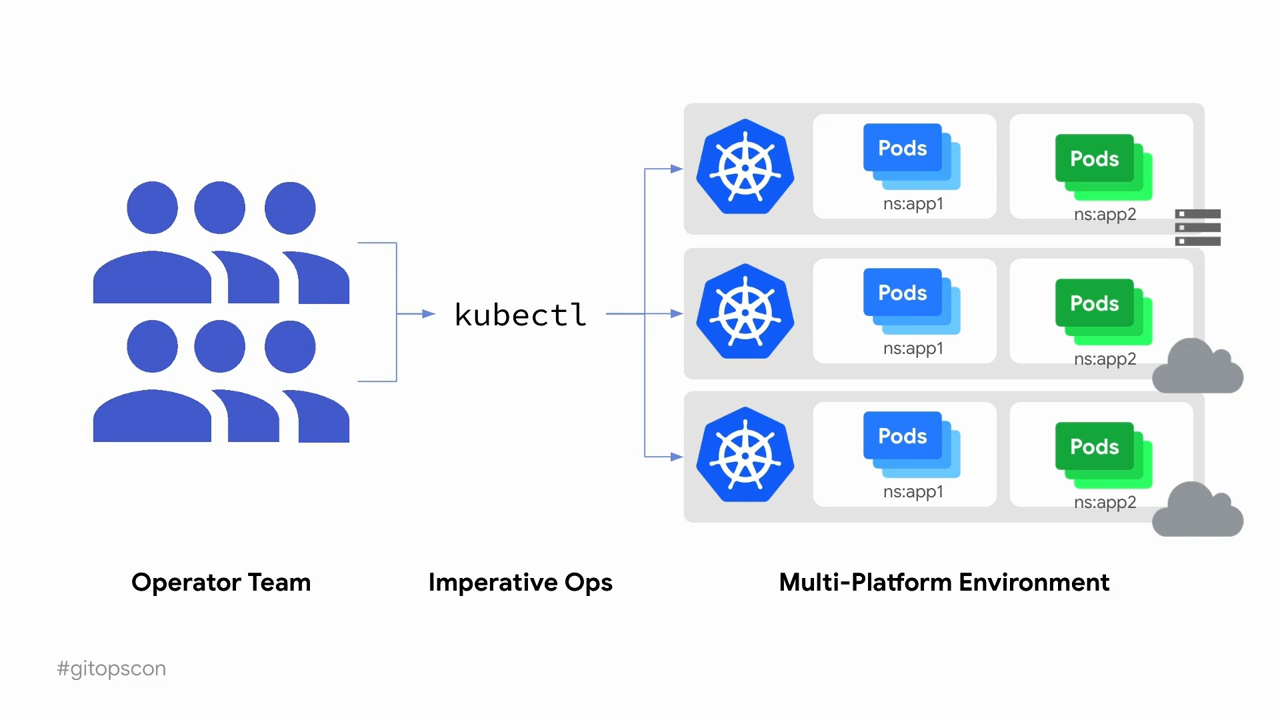 Pods
ns:app1
Pods
ns:app2
kubectl
Pods
ns:app1
Pods
ns:app2
Pods
ns:app1
Pods
ns:app2
Operator Team
Imperative Ops
Multi-Platform Environment
#gitopscon